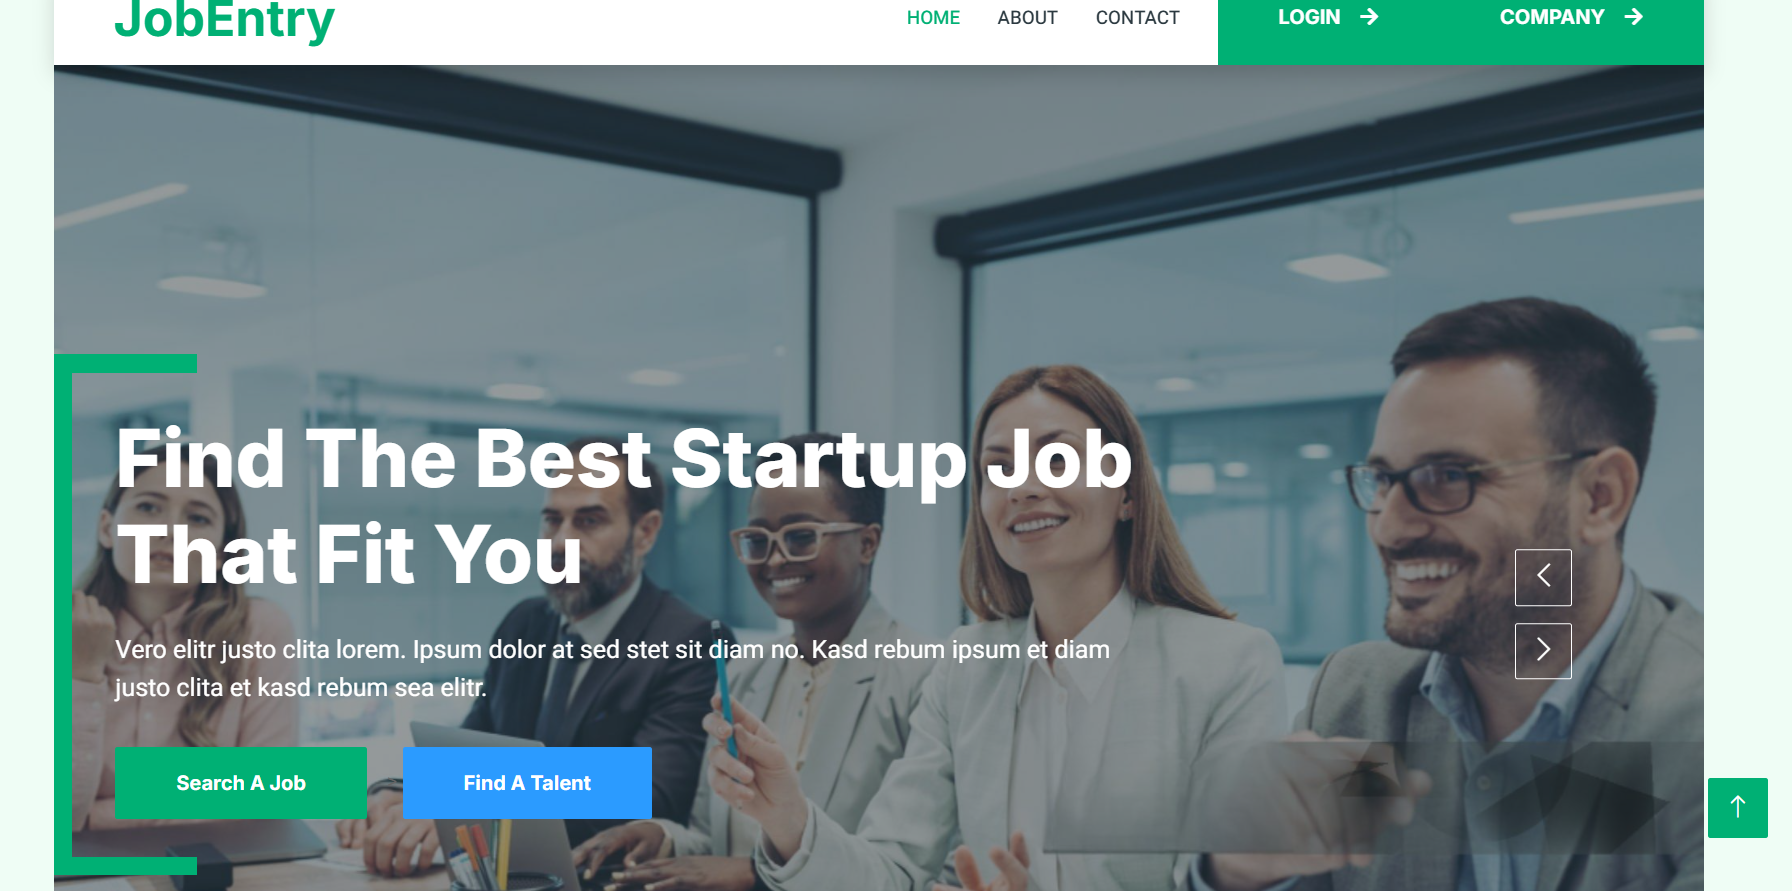 JobEntry
HOME ABOUT CONTACT LOGIN COMPANY
Find The Best Startup Job
That Fit You
Vero elitr justo clita lorem. Ipsum dolor at sed stet sit diam no. Kasd rebum ipsum et diam
justo clita et kasd rebum sea elitr.
Search A Job Find A Talent